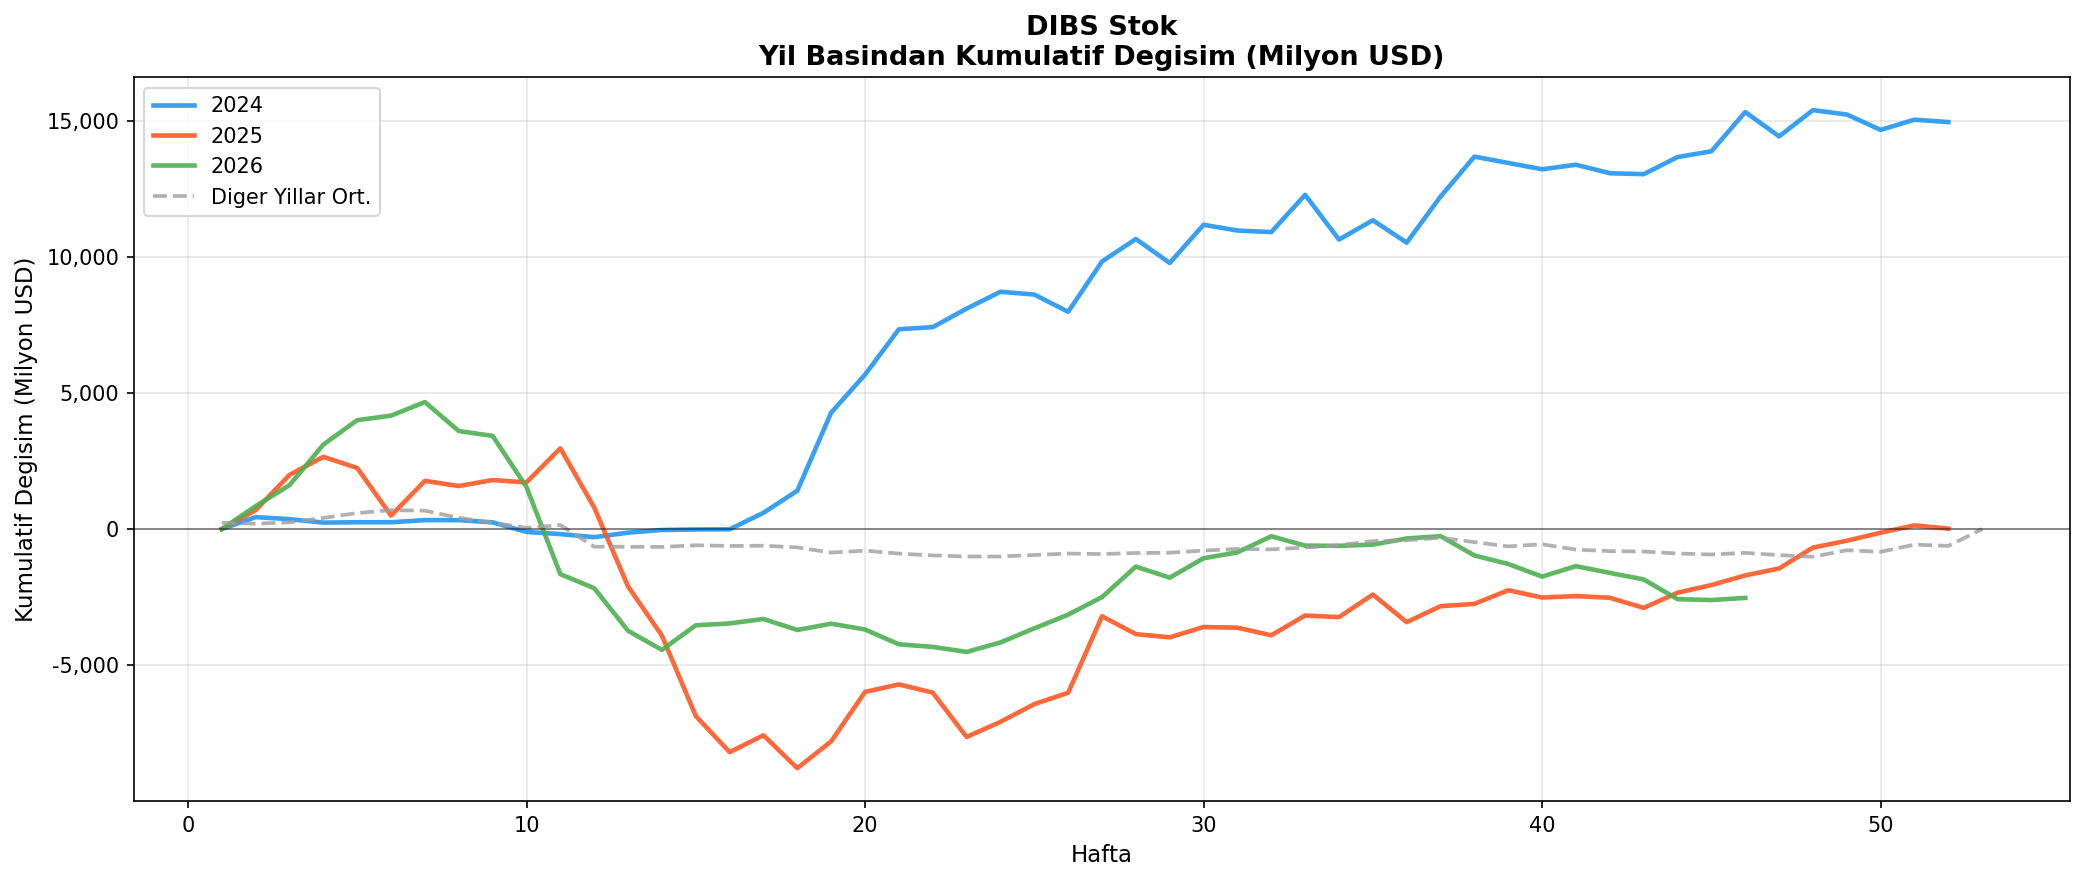 DIBS Stok
Yil Basindan Kumulatif Degisim (Milyon USD)
2024
2025
2026
Diger Yillar Ort.
Kumulatif Degisim (Milyon USD)
15,000
10,000
5,000
0
-5,000
0
10
20
30
40
50
Hafta